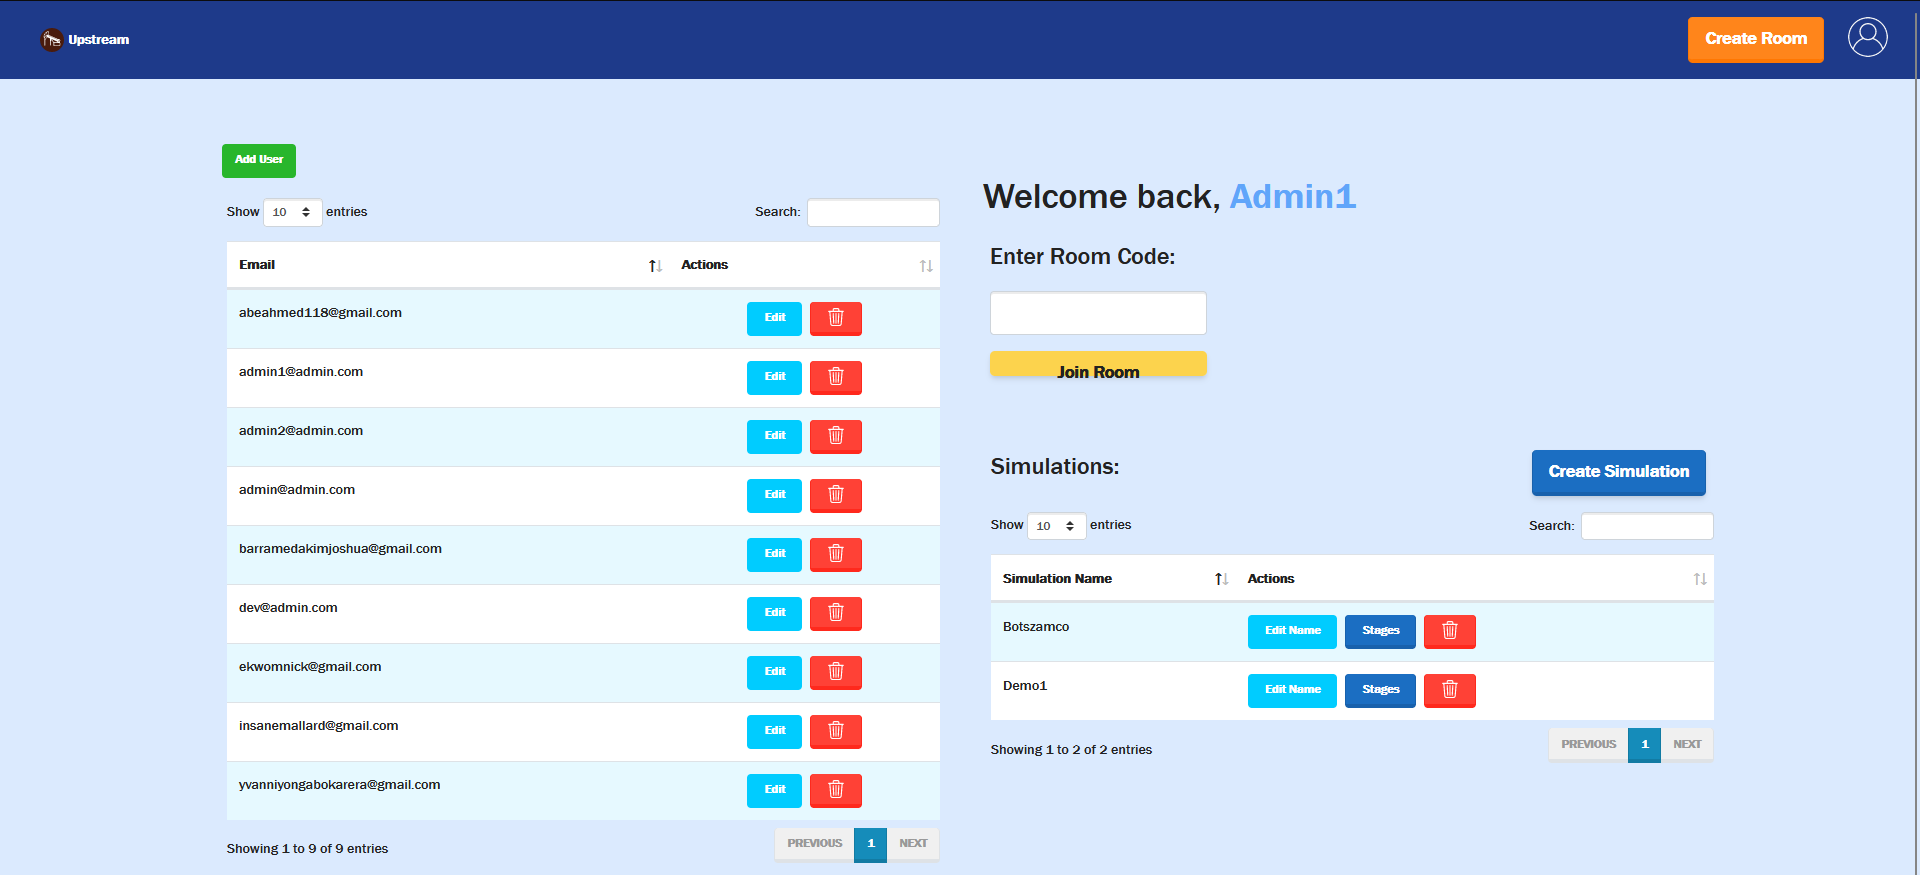 Upstream
Create Room
Add User
Show 10 entries
Search:
Email Actions
abeahmed118@gmail.com Edit
admin1@admin.com Edit
admin2@admin.com Edit
admin@admin.com Edit
barramedakimjoshua@gmail.com Edit
dev@admin.com Edit
ekwomnick@gmail.com Edit
insanemallard@gmail.com Edit
yvanniyongabokarera@gmail.com Edit
Showing 1 to 9 of 9 entries
PREVIOUS 1 NEXT
Welcome back, Admin1
Enter Room Code:
Join Room
Simulations:
Create Simulation
Show 10 entries
Search:
Simulation Name Actions
Botszamco Edit Name Stages
Demo1 Edit Name Stages
Showing 1 to 2 of 2 entries
PREVIOUS 1 NEXT